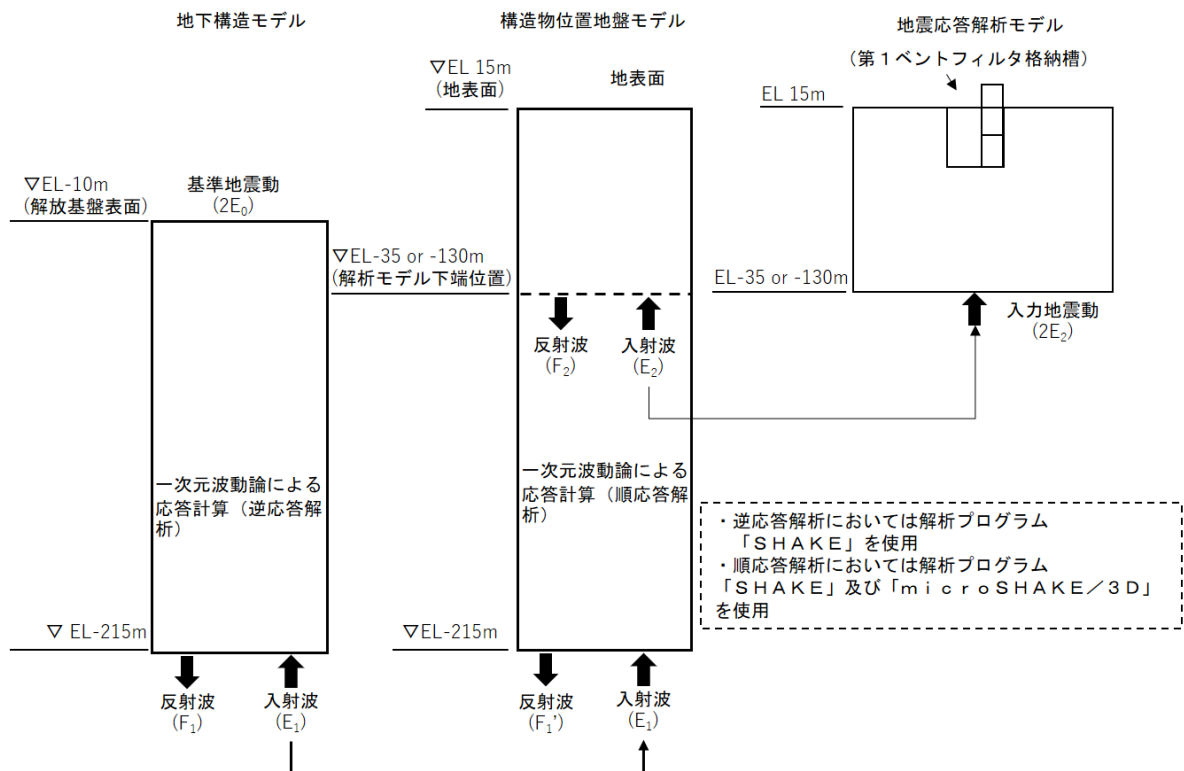 地下構造モデル
▽EL-10m
(解放基盤表面)
基準地震動
(2E₀)
一次元波動論による
応答計算（逆応答解
析）
▽ EL-215m
反射波
(F₁)
入射波
(E₁)
構造物位置地盤モデル
▽EL 15m
(地表面)
地表面
▽EL-35 or -130m
(解析モデル下端位置)
反射波
(F₂)
入射波
(E₂)
一次元波動論による
応答計算（順応答解
析）
▽EL-215m
反射波
(F₁')
入射波
(E₁)
地震応答解析モデル
（第１ベントフィルタ格納槽）
EL 15m
EL-35 or -130m
入力地震動
(2E₂)
・逆応答解析においては解析プログラム
「ＳＨＡＫＥ」を使用
・順応答解析においては解析プログラム
「SHAKE」及び「ｍｉｃｒｏSHAKE／３Ｄ」
を使用